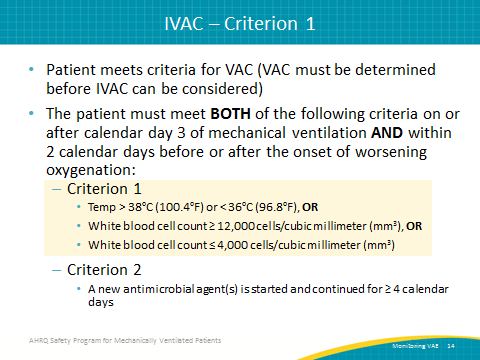 IVAC – Criterion 1
• Patient meets criteria for VAC (VAC must be determined
before IVAC can be considered)
• The patient must meet BOTH of the following criteria on or
after calendar day 3 of mechanical ventilation AND within
2 calendar days before or after the onset of worsening
oxygenation:
– Criterion 1
• Temp > 38°C (100.4°F) or < 36°C (96.8°F), OR
• White blood cell count ≥ 12,000 cells/cubic millimeter (mm³), OR
• White blood cell count ≤ 4,000 cells/cubic millimeter (mm³)
– Criterion 2
• A new antimicrobial agent(s) is started and continued for ≥ 4 calendar
days
AHRQ Safety Program for Mechanically Ventilated Patients
Monitoring VAE 14